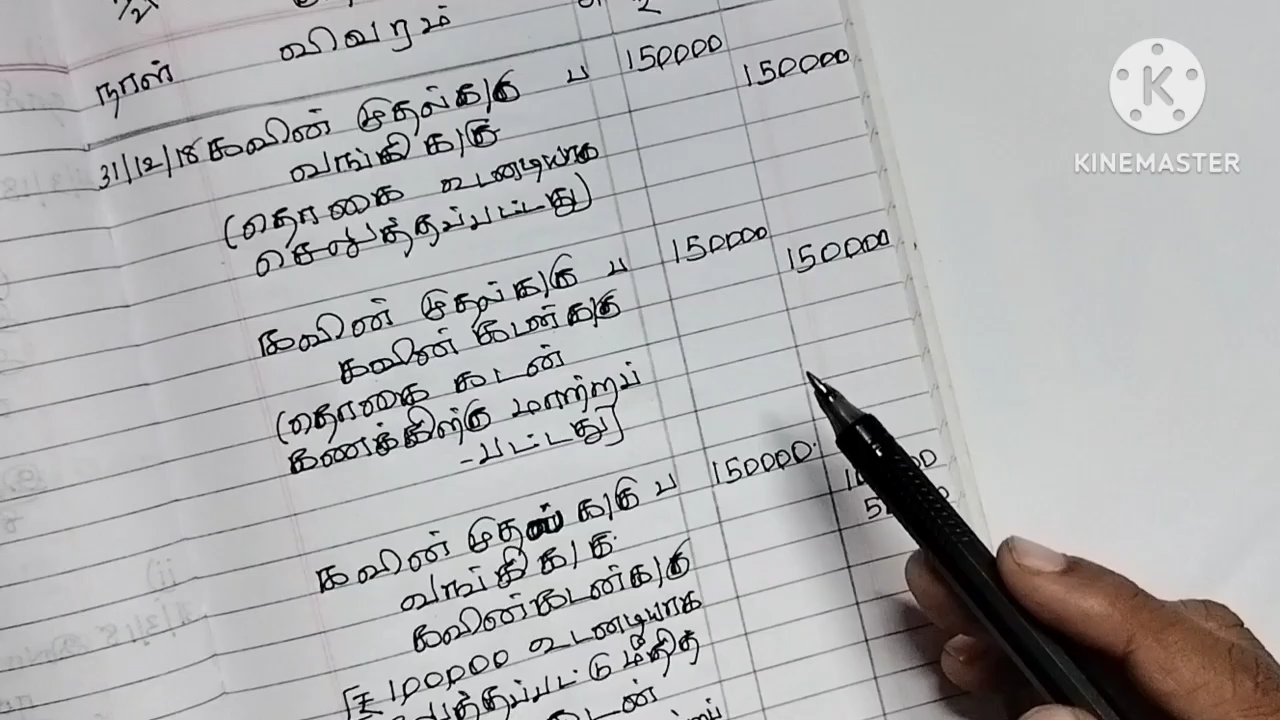 நாள் விவரம்
31/12/18 கவின் முதல் க/கு ப 150000
வங்கி க/கு 150000
(தொகை உடனடியாக
செலுத்தப்பட்டது)
கவின் முதல் க/கு ப 150000
கவின் கடன் க/கு 150000
(தொகை கடன்
கணக்கிற்கு மாற்றப்
-பட்டது)
கவின் முதல் க/கு ப 150000
வங்கி க/கு
கவின் கடன் க/கு
[₹ 100000 உடனடியாக
மீதித்
கடன்
K
KINEMASTER